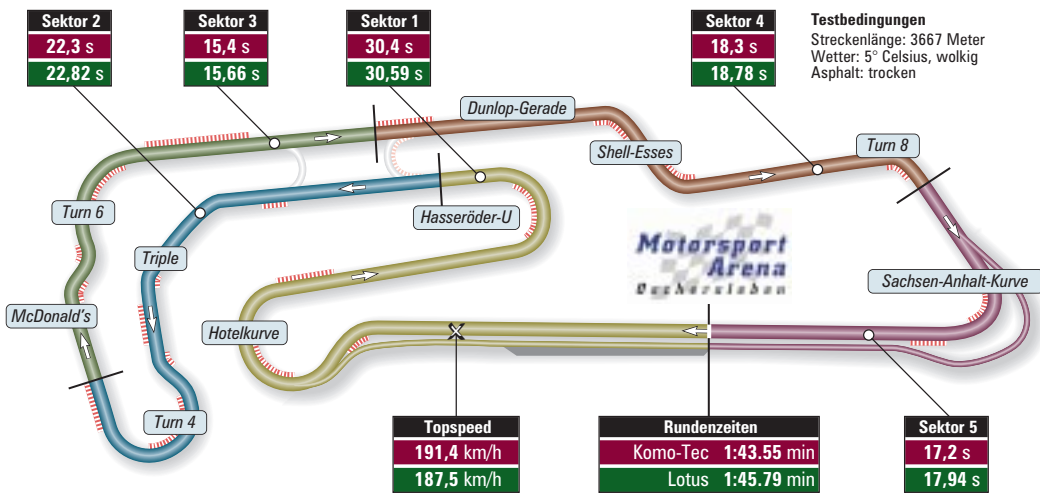 Sektor 2
22,3 s
22,82 s
Sektor 3
15,4 s
15,66 s
Sektor 1
30,4 s
30,59 s
Sektor 4
18,3 s
18,78 s
Testbedingungen
Streckenlänge: 3667 Meter
Wetter: 5° Celsius, wolkig
Asphalt: trocken
Dunlop-Gerade
Shell-Esses
Turn 8
Turn 6
Hasseröder-U
Triple
Motorsport
Arena
Oschersleben
Sachsen-Anhalt-Kurve
McDonald's
Hotelkurve
Turn 4
Topspeed
191,4 km/h
187,5 km/h
Rundenzeiten
Komo-Tec 1:43.55 min
Lotus 1:45.79 min
Sektor 5
17,2 s
17,94 s